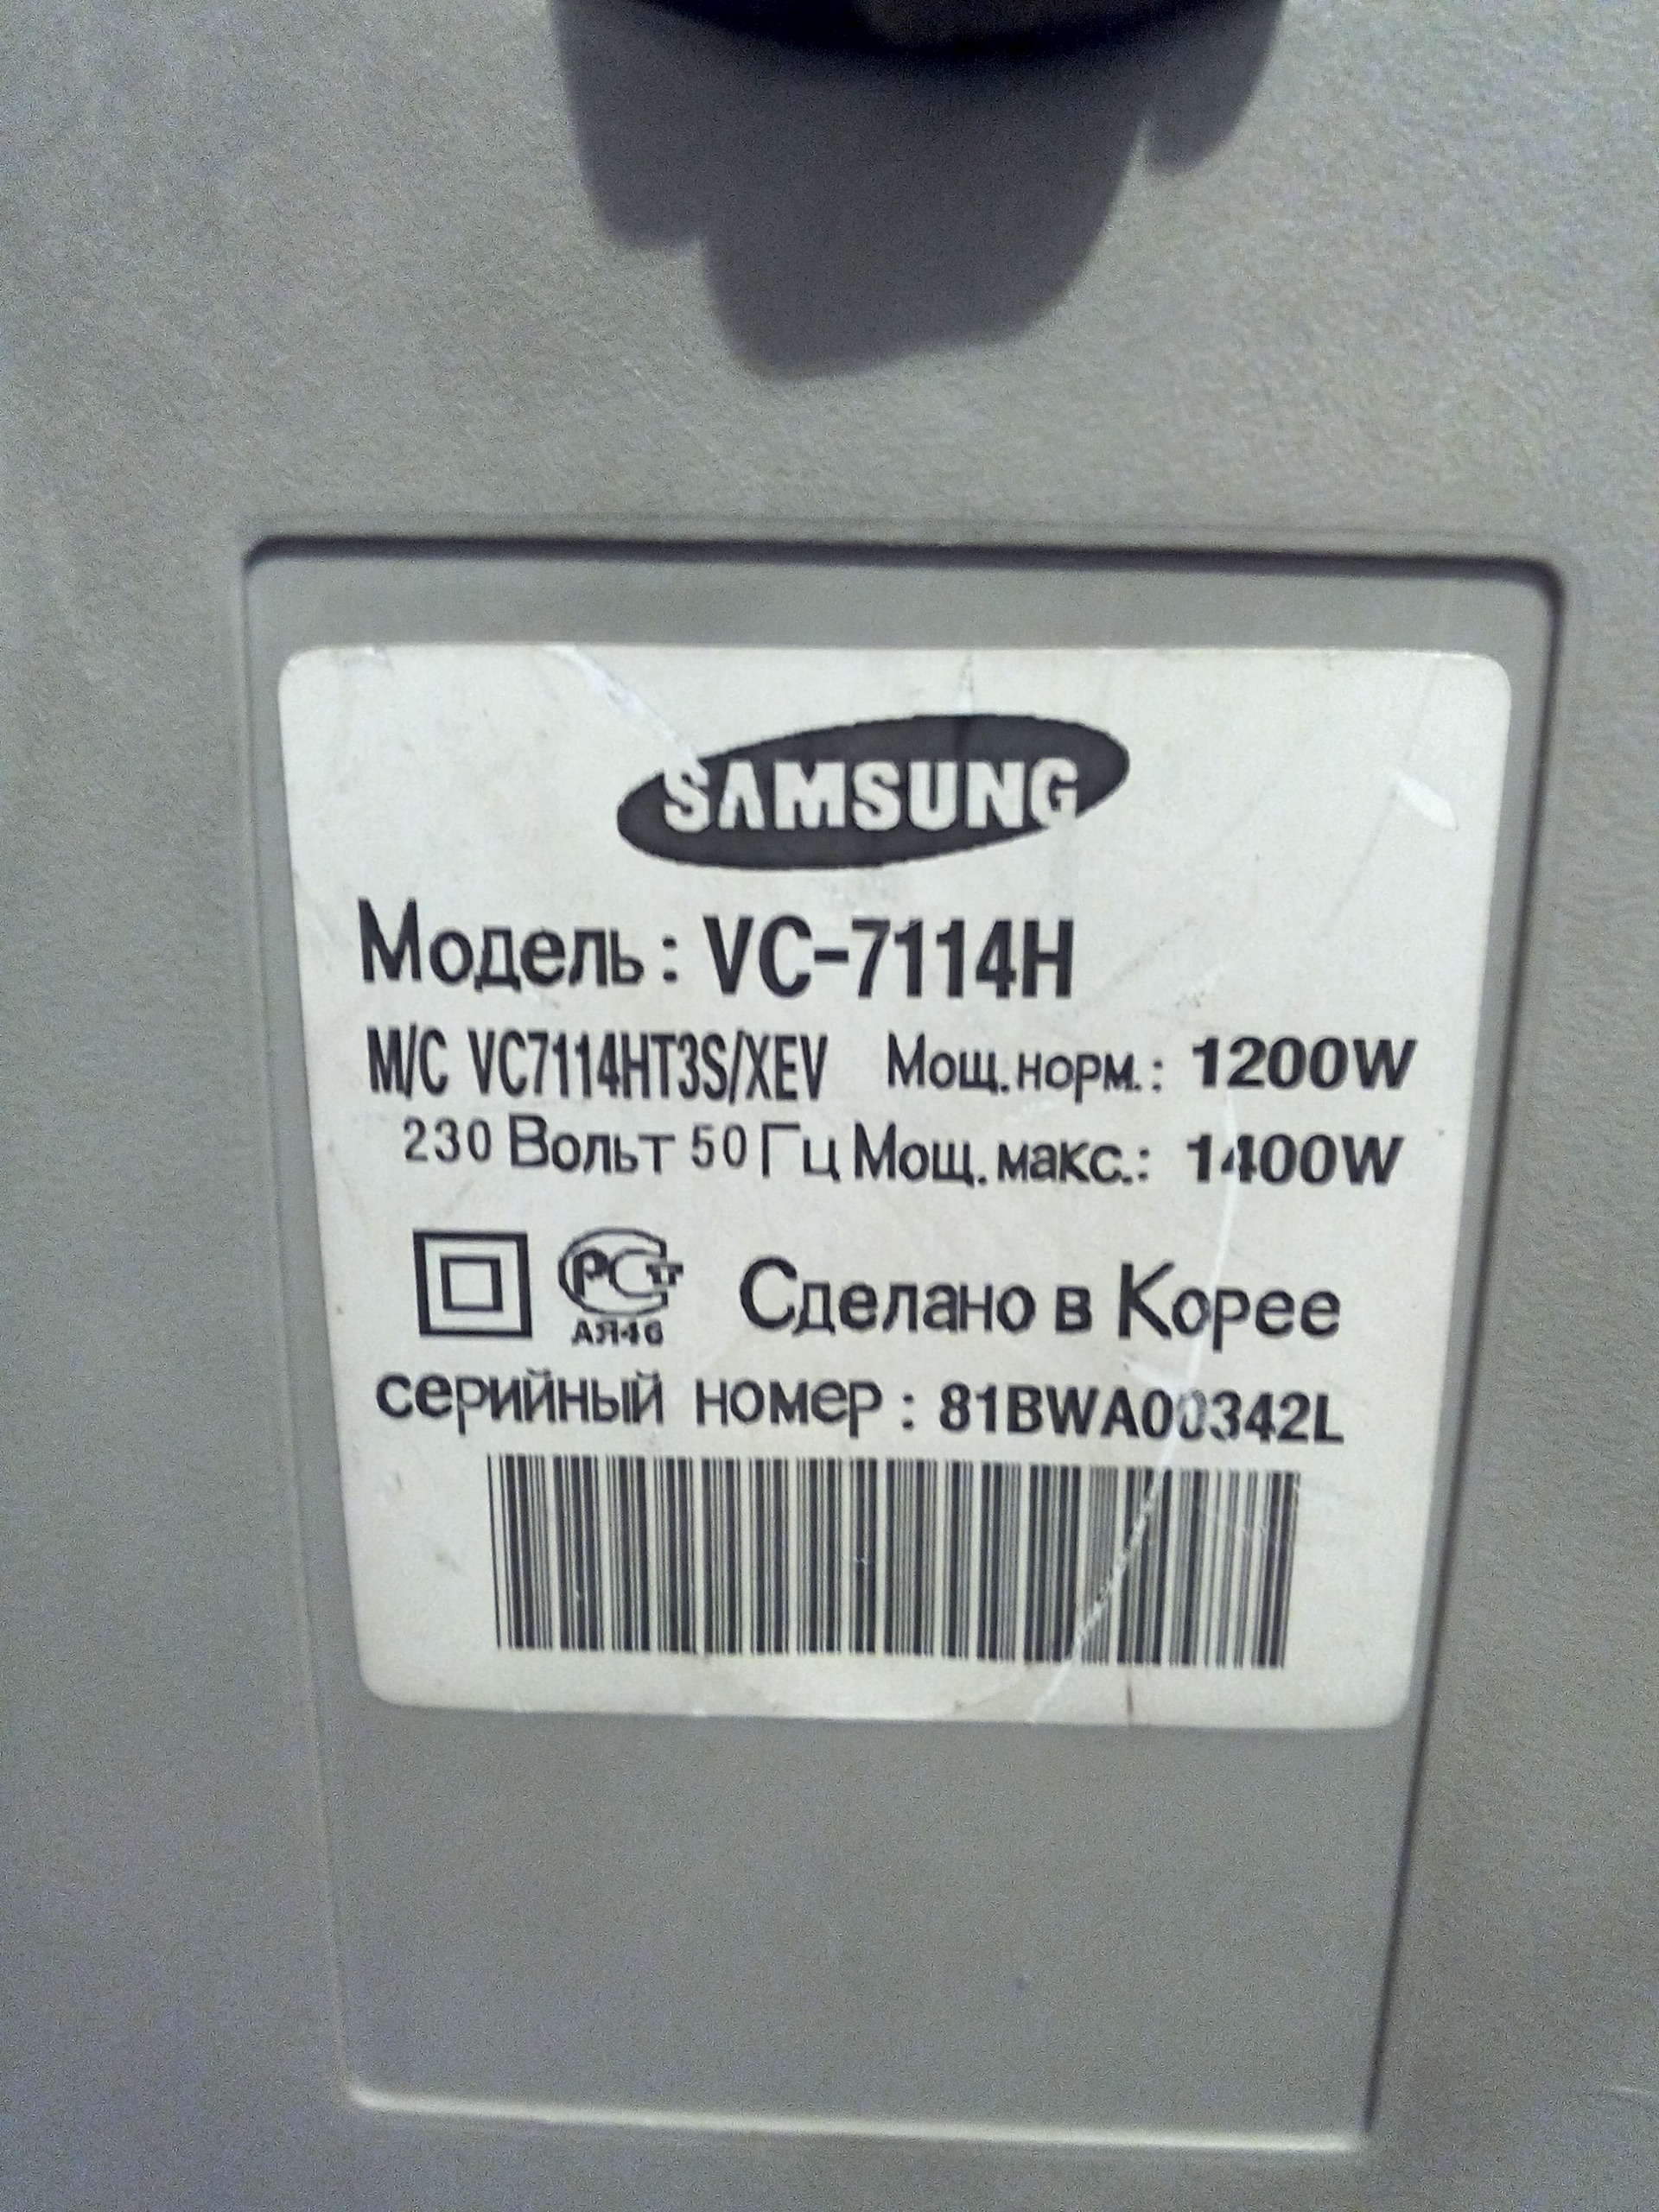 SAMSUNG
Модель : VC-7114H
M/C VC7114HT3S/XEV Мощ.норм.: 1200W
230 Вольт 50 Гц Мощ.макс.: 1400W
РСТ Сделано в Корее
АЯ46
серийный номер : 81BWA00342L